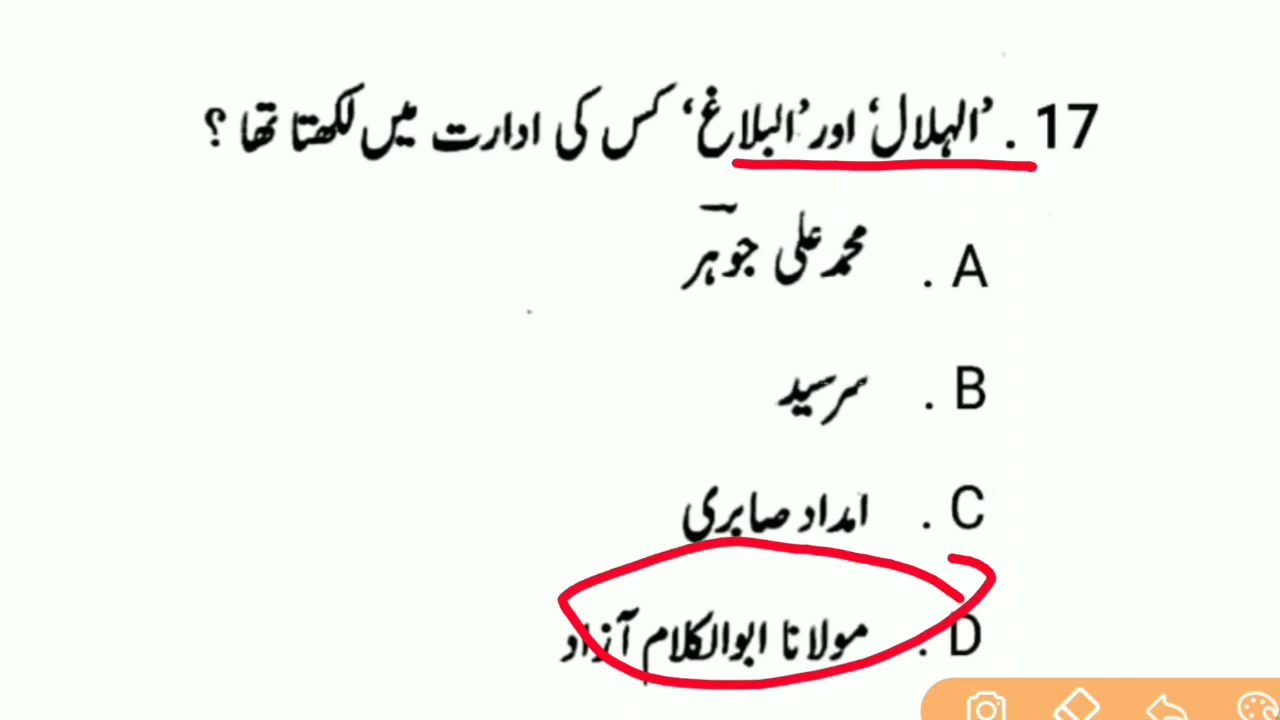 17 . ’الہلال‘ اور ’البلاغ‘ کس کی ادارت میں لکھتا تھا ؟
A . محمد علی جوہر
B . سرسید
C . امداد صابری
D . مولانا ابوالکلام آزاد